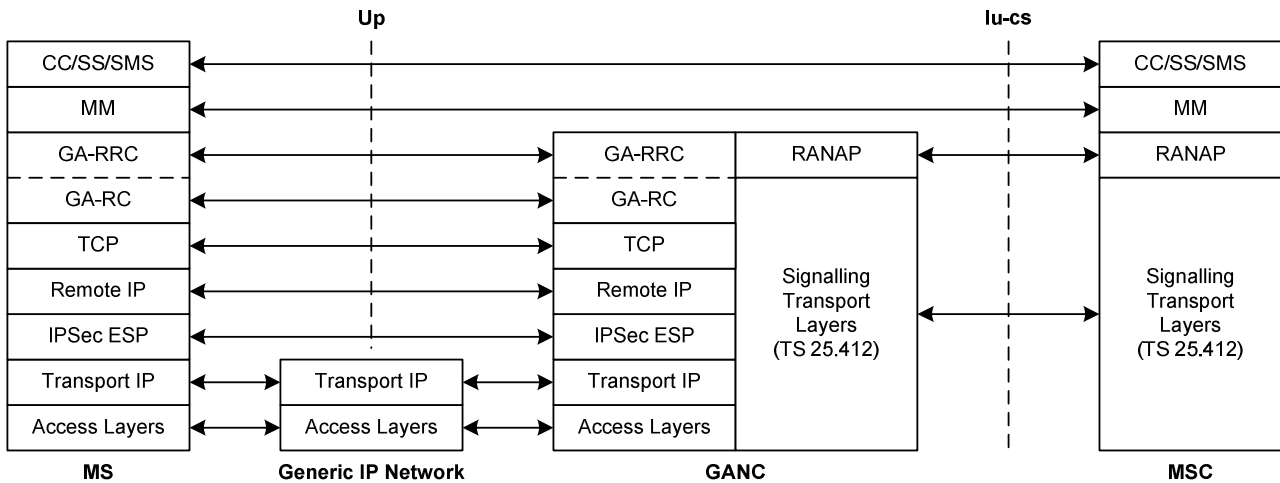 Up
Iu-cs
CC/SS/SMS
CC/SS/SMS
MM
MM
GA-RRC
GA-RRC
RANAP
RANAP
GA-RC
GA-RC
TCP
TCP
Remote IP
Remote IP
Signalling
Transport
Layers
(TS 25.412)
Signalling
Transport
Layers
(TS 25.412)
IPSec ESP
IPSec ESP
Transport IP
Transport IP
Transport IP
Access Layers
Access Layers
Access Layers
MS
Generic IP Network
GANC
MSC